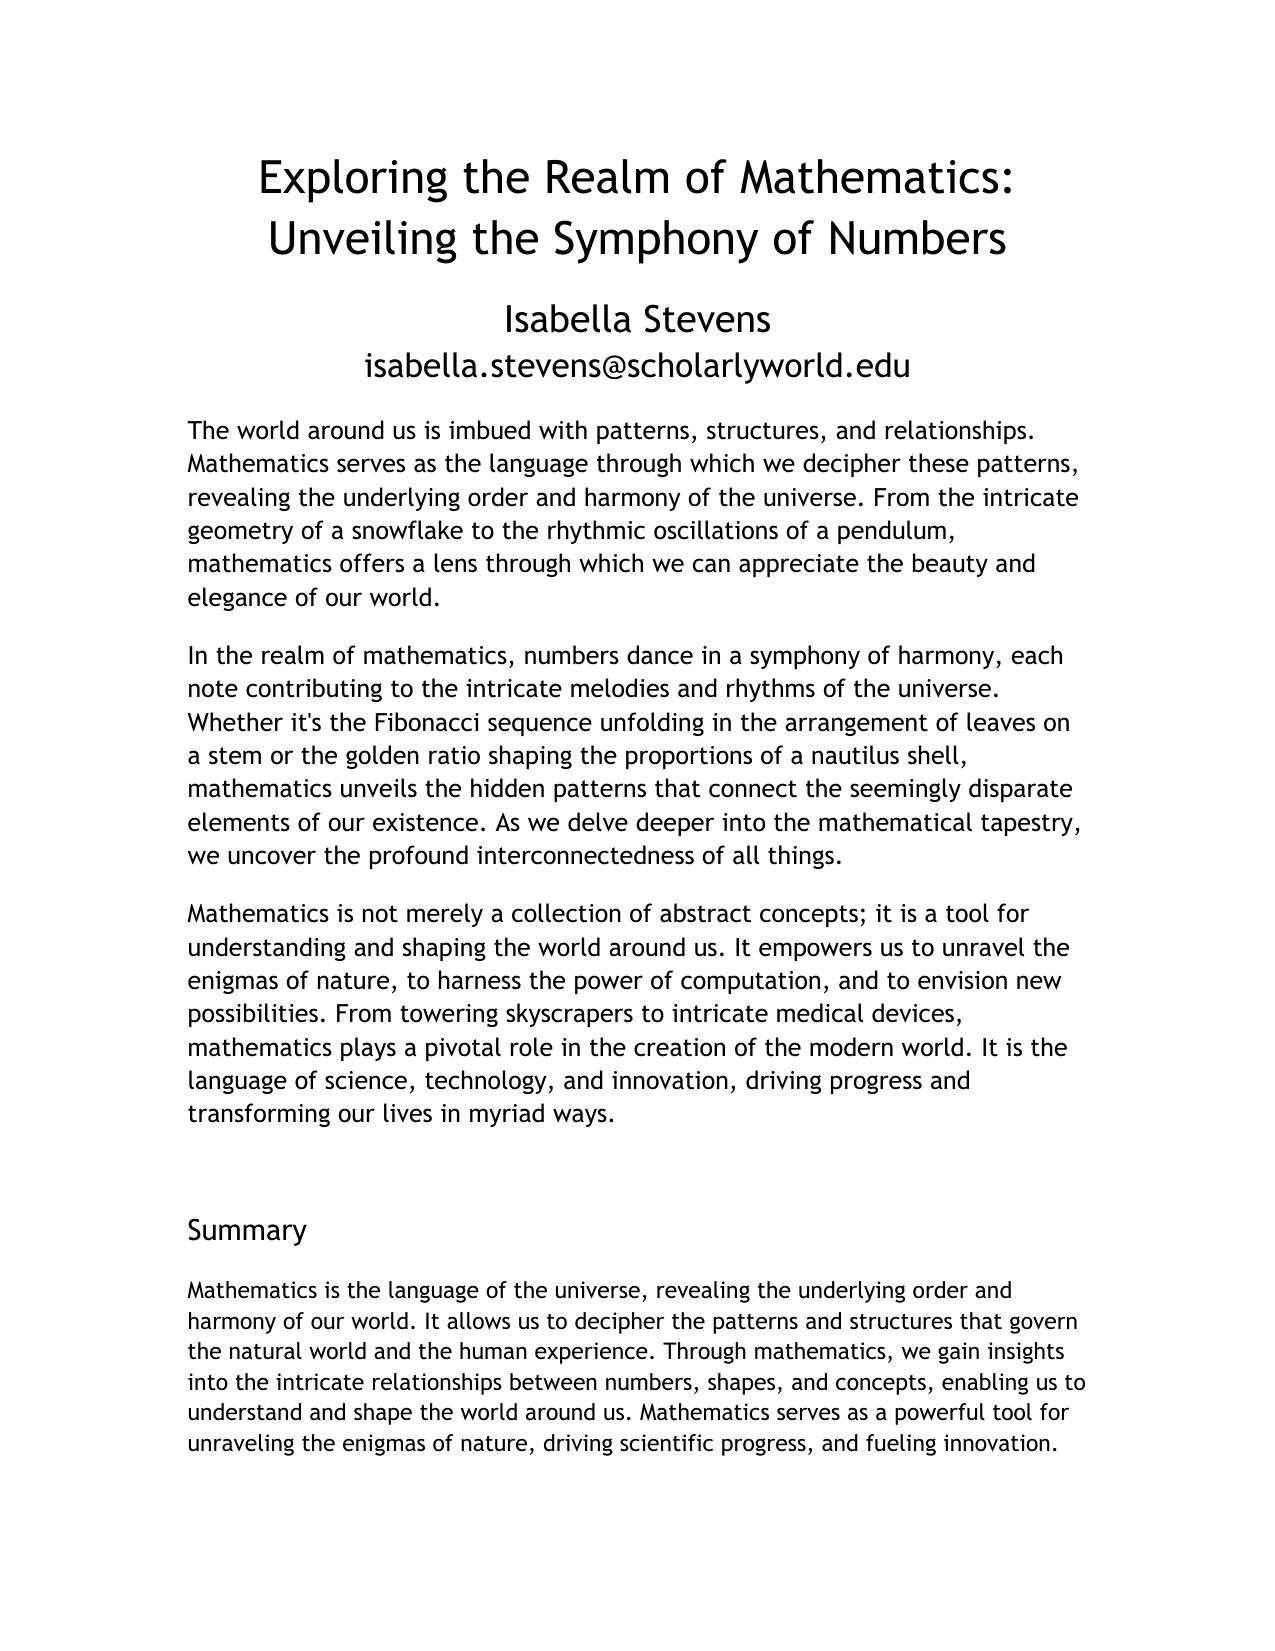 Exploring the Realm of Mathematics:
Unveiling the Symphony of Numbers
Isabella Stevens
isabella.stevens@scholarlyworld.edu
The world around us is imbued with patterns, structures, and relationships.
Mathematics serves as the language through which we decipher these patterns,
revealing the underlying order and harmony of the universe. From the intricate
geometry of a snowflake to the rhythmic oscillations of a pendulum,
mathematics offers a lens through which we can appreciate the beauty and
elegance of our world.
In the realm of mathematics, numbers dance in a symphony of harmony, each
note contributing to the intricate melodies and rhythms of the universe.
Whether it's the Fibonacci sequence unfolding in the arrangement of leaves on
a stem or the golden ratio shaping the proportions of a nautilus shell,
mathematics unveils the hidden patterns that connect the seemingly disparate
elements of our existence. As we delve deeper into the mathematical tapestry,
we uncover the profound interconnectedness of all things.
Mathematics is not merely a collection of abstract concepts; it is a tool for
understanding and shaping the world around us. It empowers us to unravel the
enigmas of nature, to harness the power of computation, and to envision new
possibilities. From towering skyscrapers to intricate medical devices,
mathematics plays a pivotal role in the creation of the modern world. It is the
language of science, technology, and innovation, driving progress and
transforming our lives in myriad ways.
Summary
Mathematics is the language of the universe, revealing the underlying order and
harmony of our world. It allows us to decipher the patterns and structures that govern
the natural world and the human experience. Through mathematics, we gain insights
into the intricate relationships between numbers, shapes, and concepts, enabling us to
understand and shape the world around us. Mathematics serves as a powerful tool for
unraveling the enigmas of nature, driving scientific progress, and fueling innovation.